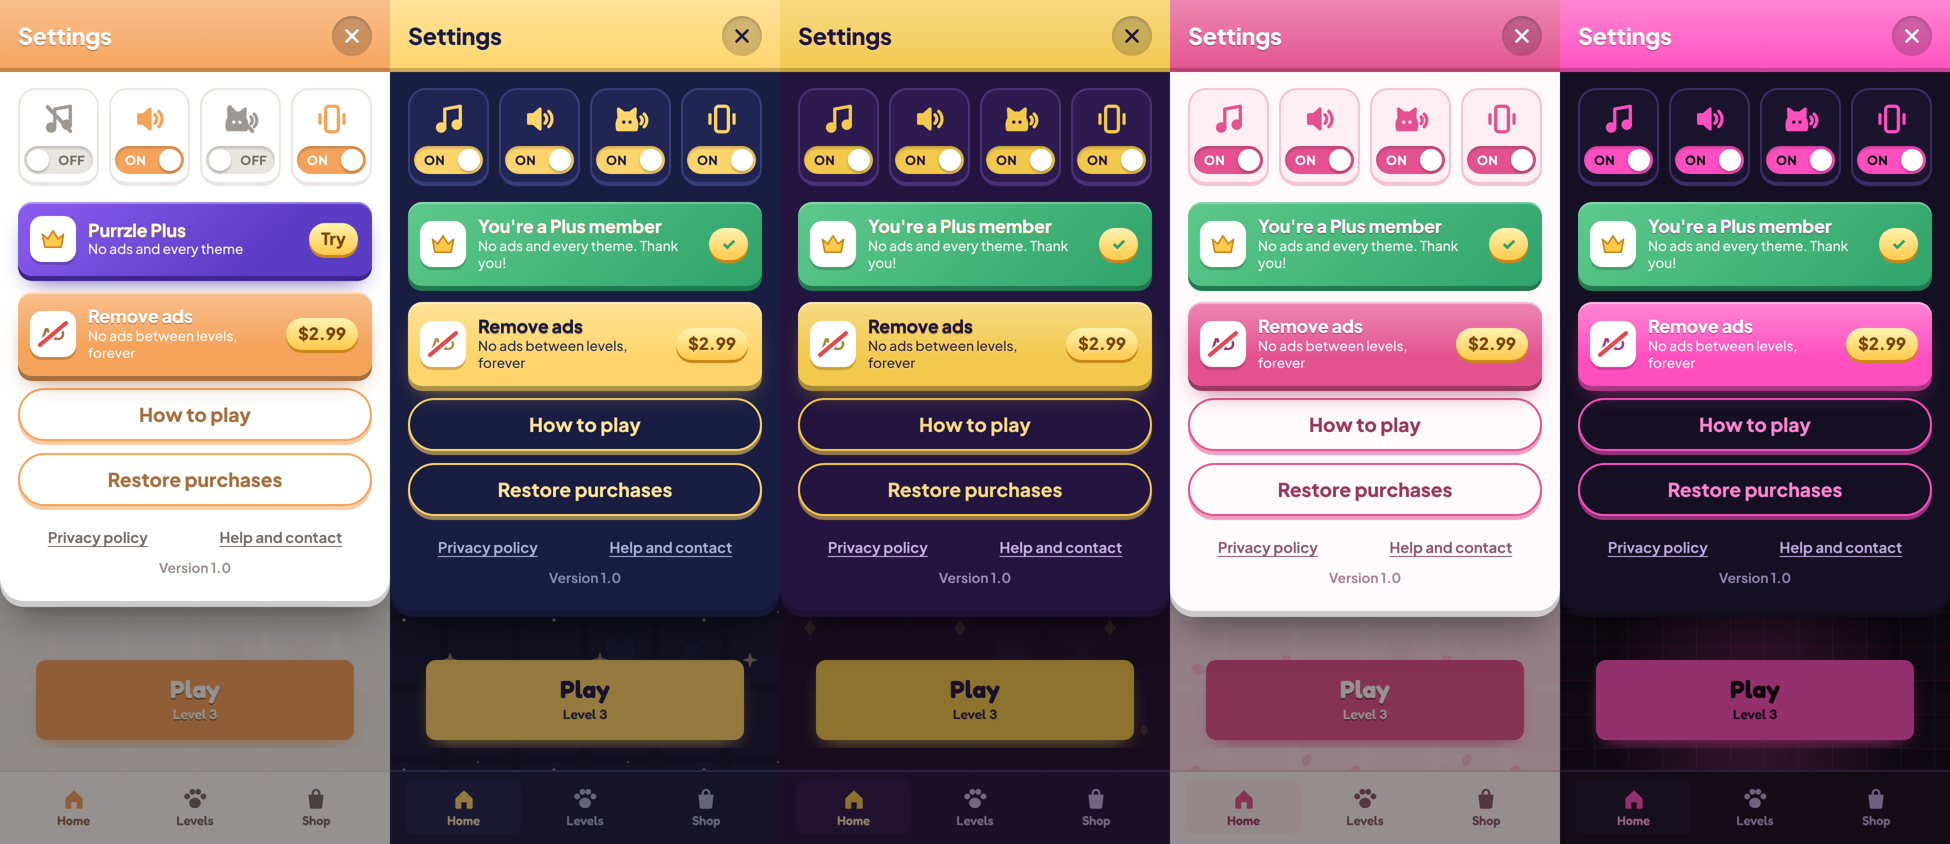 Settings
OFF
ON
OFF
ON
Purrzle Plus
No ads and every theme
Try
AD
Remove ads
No ads between levels,
forever
$2.99
How to play
Restore purchases
Privacy policy
Help and contact
Version 1.0
Play
Level 3
Home
Levels
Shop
Settings
ON
ON
ON
ON
You're a Plus member
No ads and every theme. Thank
you!
AD
Remove ads
No ads between levels,
forever
$2.99
How to play
Restore purchases
Privacy policy
Help and contact
Version 1.0
Play
Level 3
Home
Levels
Shop
Settings
ON
ON
ON
ON
You're a Plus member
No ads and every theme. Thank
you!
AD
Remove ads
No ads between levels,
forever
$2.99
How to play
Restore purchases
Privacy policy
Help and contact
Version 1.0
Play
Level 3
Home
Levels
Shop
Settings
ON
ON
ON
ON
You're a Plus member
No ads and every theme. Thank
you!
AD
Remove ads
No ads between levels,
forever
$2.99
How to play
Restore purchases
Privacy policy
Help and contact
Version 1.0
Play
Level 3
Home
Levels
Shop
Settings
ON
ON
ON
ON
You're a Plus member
No ads and every theme. Thank
you!
AD
Remove ads
No ads between levels,
forever
$2.99
How to play
Restore purchases
Privacy policy
Help and contact
Version 1.0
Play
Level 3
Home
Levels
Shop